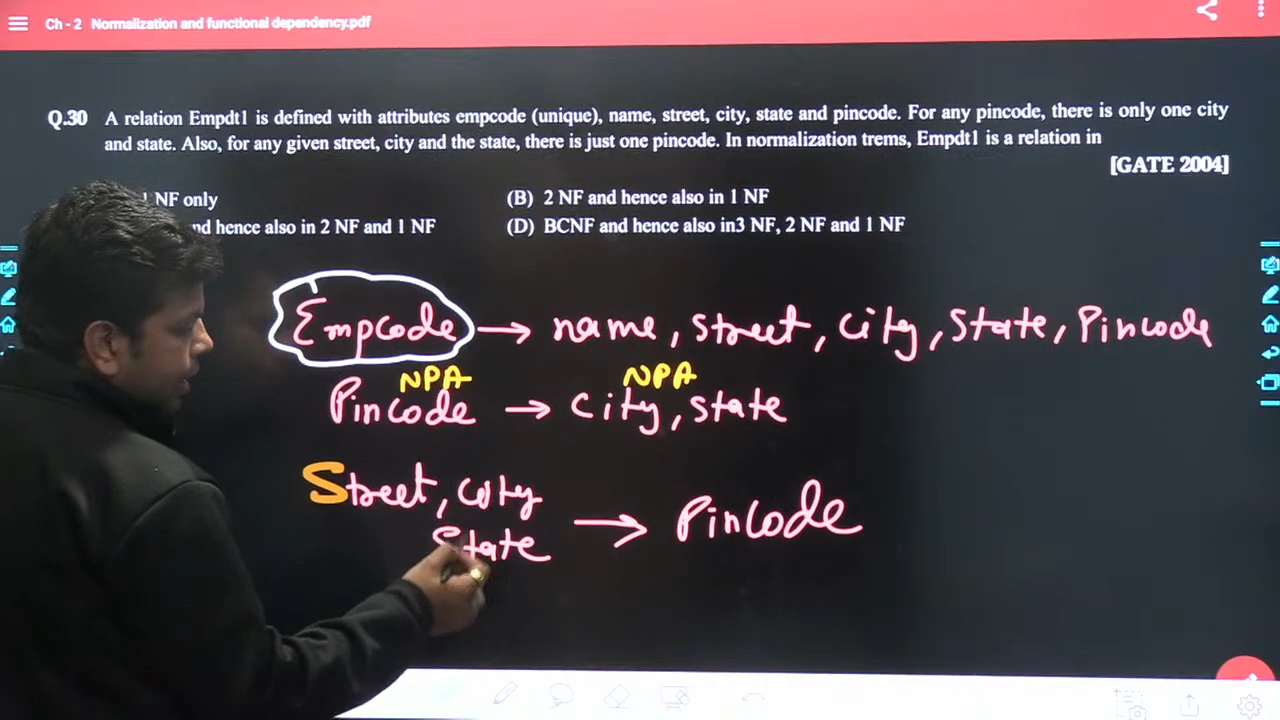 Ch - 2 Normalization and functional dependency.pdf
Q.30 A relation Empdt1 is defined with attributes empcode (unique), name, street, city, state and pincode. For any pincode, there is only one city
and state. Also, for any given street, city and the state, there is just one pincode. In normalization trems, Empdt1 is a relation in
[GATE 2004]
NF only (B) 2 NF and hence also in 1 NF
hence also in 2 NF and 1 NF (D) BCNF and hence also in3 NF, 2 NF and 1 NF
Empcode → name, street, City, State, Pincode
NPA NPA
Pincode → City, state
Street, City
State → Pincode